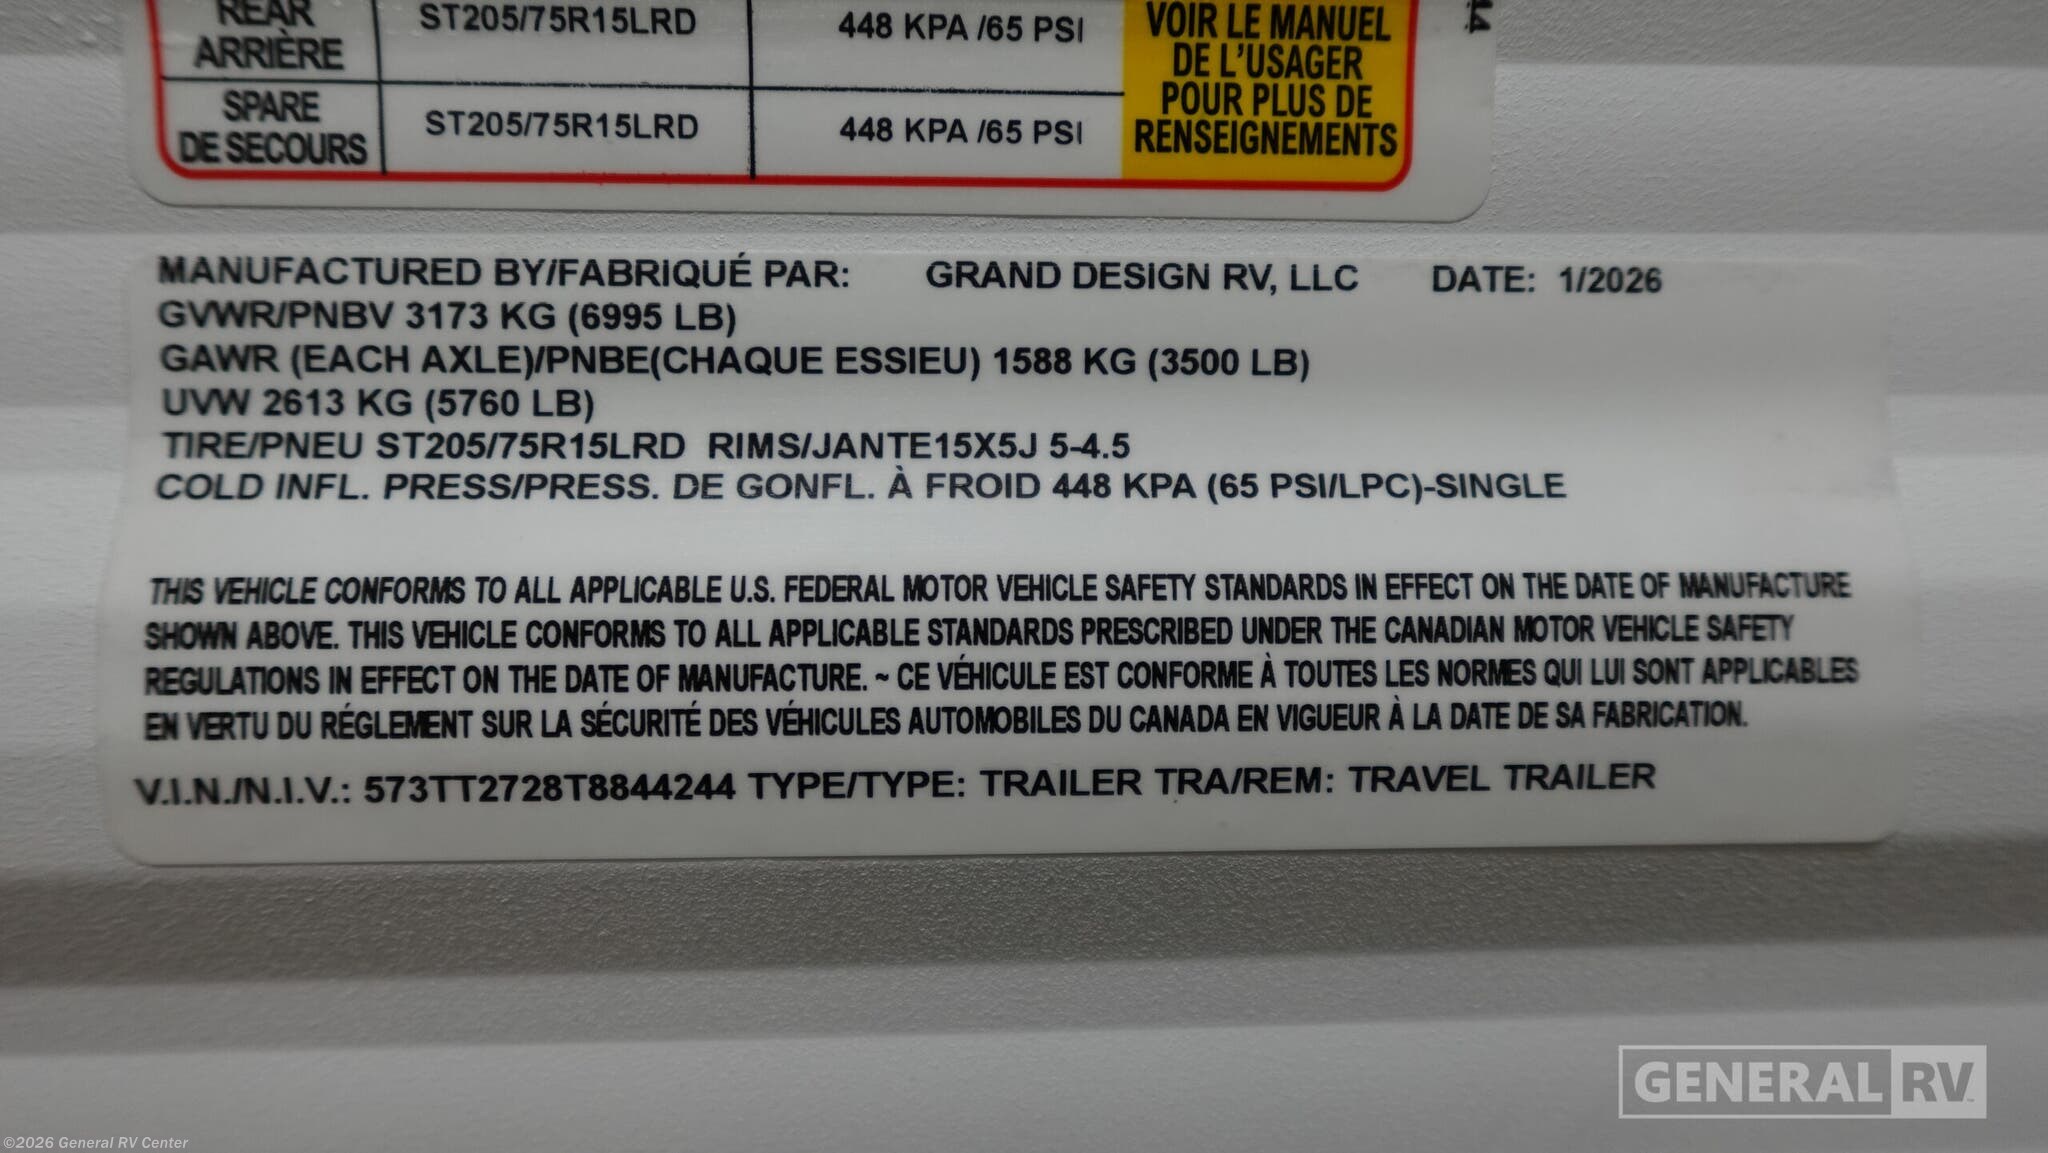 REAR ST205/75R15LRD 448 KPA /65 PSI
ARRIÈRE
SPARE ST205/75R15LRD 448 KPA /65 PSI
DE SECOURS
VOIR LE MANUEL
DE L'USAGER
POUR PLUS DE
RENSEIGNEMENTS
MANUFACTURED BY/FABRIQUÉ PAR: GRAND DESIGN RV, LLC DATE: 1/2026
GVWR/PNBV 3173 KG (6995 LB)
GAWR (EACH AXLE)/PNBE(CHAQUE ESSIEU) 1588 KG (3500 LB)
UVW 2613 KG (5760 LB)
TIRE/PNEU ST205/75R15LRD RIMS/JANTE15X5J 5-4.5
COLD INFL. PRESS/PRESS. DE GONFL. À FROID 448 KPA (65 PSI/LPC)-SINGLE
THIS VEHICLE CONFORMS TO ALL APPLICABLE U.S. FEDERAL MOTOR VEHICLE SAFETY STANDARDS IN EFFECT ON THE DATE OF MANUFACTURE
SHOWN ABOVE. THIS VEHICLE CONFORMS TO ALL APPLICABLE STANDARDS PRESCRIBED UNDER THE CANADIAN MOTOR VEHICLE SAFETY
REGULATIONS IN EFFECT ON THE DATE OF MANUFACTURE. ~ CE VÉHICULE EST CONFORME À TOUTES LES NORMES QUI LUI SONT APPLICABLES
EN VERTU DU RÉGLEMENT SUR LA SÉCURITÉ DES VÉHICULES AUTOMOBILES DU CANADA EN VIGUEUR À LA DATE DE SA FABRICATION.
V.I.N./N.I.V.: 573TT2728T8844244 TYPE/TYPE: TRAILER TRA/REM: TRAVEL TRAILER
GENERAL RV
©2026 General RV Center